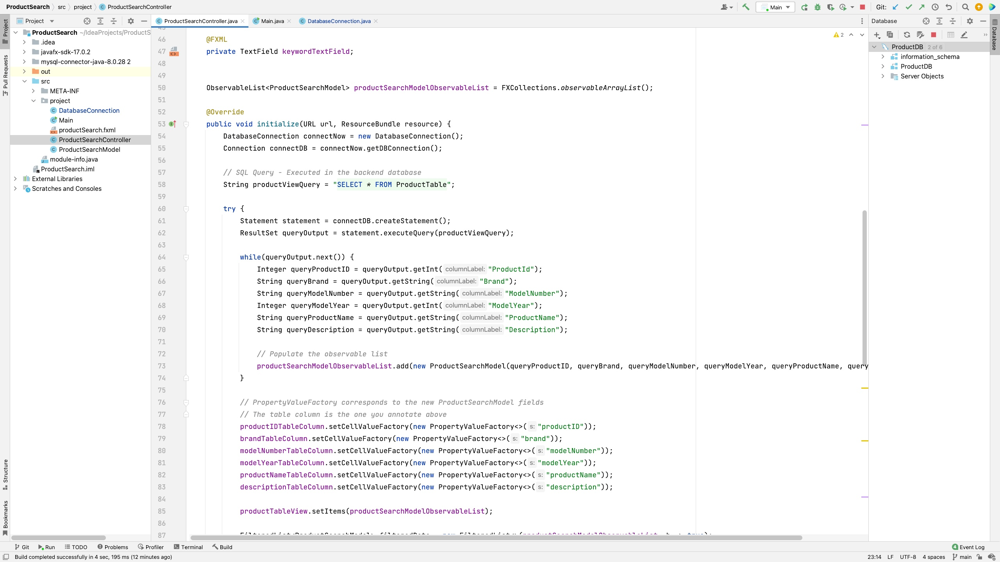 ProductSearch src project ProductSearchController
Main
Git:
Project
ProductSearchController.java
Main.java
DatabaseConnection.java
Database
Project
Pull Requests
Structure
Bookmarks
Database
ProductSearch ~/IdeaProjects/ProductS
.idea
javafx-sdk-17.0.2
mysql-connector-java-8.0.28 2
out
src
META-INF
project
DatabaseConnection
Main
productSearch.fxml
ProductSearchController
ProductSearchModel
module-info.java
ProductSearch.iml
External Libraries
Scratches and Consoles
2
46 @FXML
47 private TextField keywordTextField;
48
49
50 ObservableList<ProductSearchModel> productSearchModelObservableList = FXCollections.observableArrayList();
51
52 @Override
53 public void initialize(URL url, ResourceBundle resource) {
54 DatabaseConnection connectNow = new DatabaseConnection();
55 Connection connectDB = connectNow.getDBConnection();
56
57 // SQL Query - Executed in the backend database
58 String productViewQuery = "SELECT * FROM ProductTable";
59
60 try {
61 Statement statement = connectDB.createStatement();
62 ResultSet queryOutput = statement.executeQuery(productViewQuery);
63
64 while(queryOutput.next()) {
65 Integer queryProductID = queryOutput.getInt( columnLabel: "ProductId");
66 String queryBrand = queryOutput.getString( columnLabel: "Brand");
67 String queryModelNumber = queryOutput.getString( columnLabel: "ModelNumber");
68 Integer queryModelYear = queryOutput.getInt( columnLabel: "ModelYear");
69 String queryProductName = queryOutput.getString( columnLabel: "ProductName");
70 String queryDescription = queryOutput.getString( columnLabel: "Description");
71
72 // Populate the observable list
73 productSearchModelObservableList.add(new ProductSearchModel(queryProductID, queryBrand, queryModelNumber, queryModelYear, queryProductName, query
74 }
75
76 // PropertyValueFactory corresponds to the new ProductSearchModel fields
77 // The table column is the one you annotate above
78 productIDTableColumn.setCellValueFactory(new PropertyValueFactory<>( s: "productID"));
79 brandTableColumn.setCellValueFactory(new PropertyValueFactory<>( s: "brand"));
80 modelNumberTableColumn.setCellValueFactory(new PropertyValueFactory<>( s: "modelNumber"));
81 modelYearTableColumn.setCellValueFactory(new PropertyValueFactory<>( s: "modelYear"));
82 productNameTableColumn.setCellValueFactory(new PropertyValueFactory<>( s: "productName"));
83 descriptionTableColumn.setCellValueFactory(new PropertyValueFactory<>( s: "description"));
84
85 productTableView.setItems(productSearchModelObservableList);
86
87
ProductDB 2 of 6
information_schema
ProductDB
Server Objects
Git Run TODO Problems Profiler Terminal Build
4 Event Log
Build completed successfully in 4 sec, 195 ms (12 minutes ago)
23:14 LF UTF-8 4 spaces main